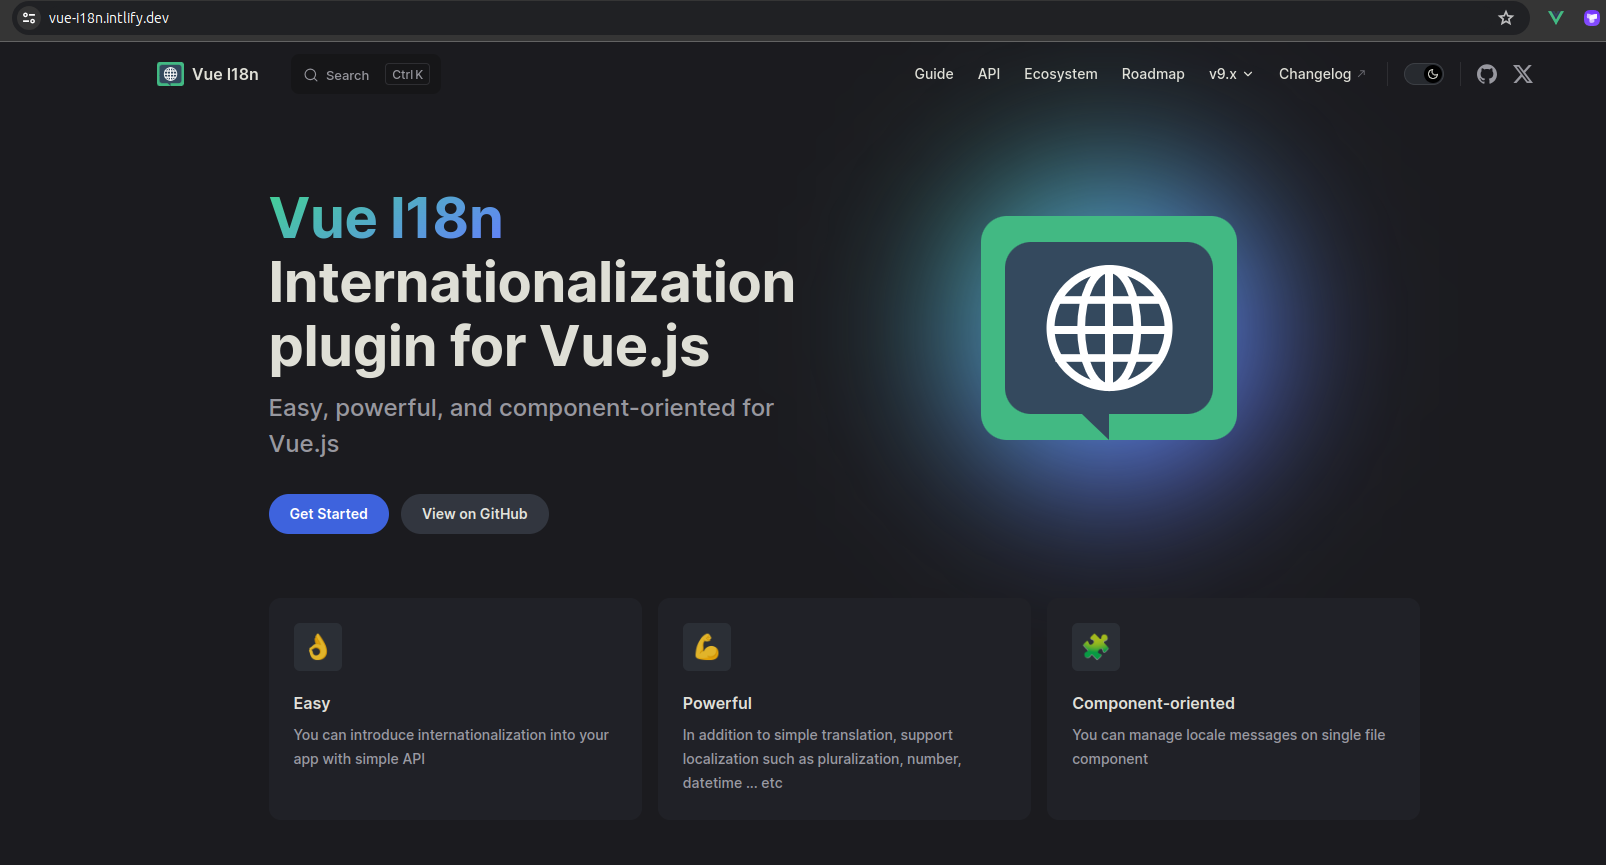 vue-i18n.intlify.dev
Vue I18n
Search
Ctrl K
Guide
API
Ecosystem
Roadmap
v9.x
Changelog
Vue I18n
Internationalization
plugin for Vue.js
Easy, powerful, and component-oriented for
Vue.js
Get Started
View on GitHub
Easy
You can introduce internationalization into your
app with simple API
Powerful
In addition to simple translation, support
localization such as pluralization, number,
datetime ... etc
Component-oriented
You can manage locale messages on single file
component